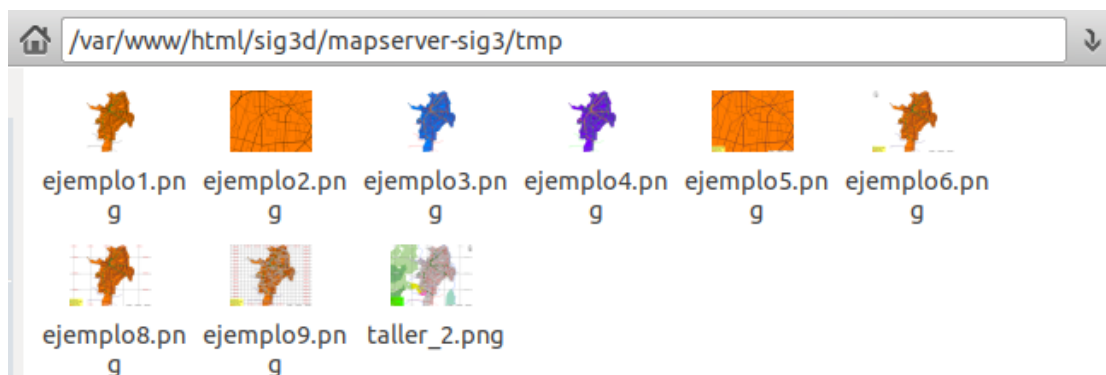 /var/www/html/sig3d/mapserver-sig3/tmp
ejemplo1.pn
g
ejemplo2.pn
g
ejemplo3.pn
g
ejemplo4.pn
g
ejemplo5.pn
g
ejemplo6.pn
g
ejemplo8.pn
g
ejemplo9.pn
g
taller_2.png